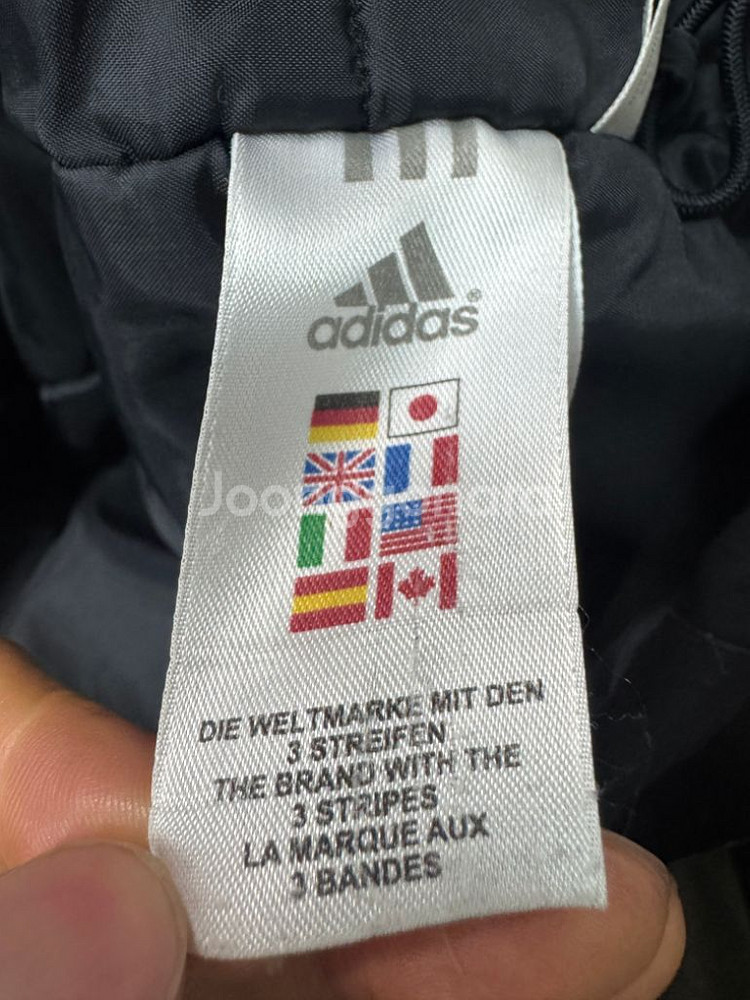 adidas®
DIE WELTMARKE MIT DEN
3 STREIFEN
THE BRAND WITH THE
3 STRIPES
LA MARQUE AUX
3 BANDES